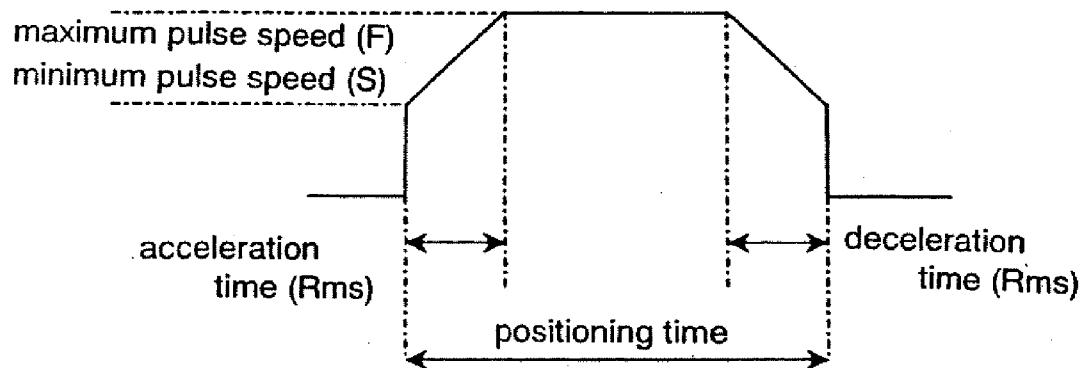 maximum pulse speed (F)
minimum pulse speed (S)
acceleration
time (Rms)
deceleration
time (Rms)
positioning time